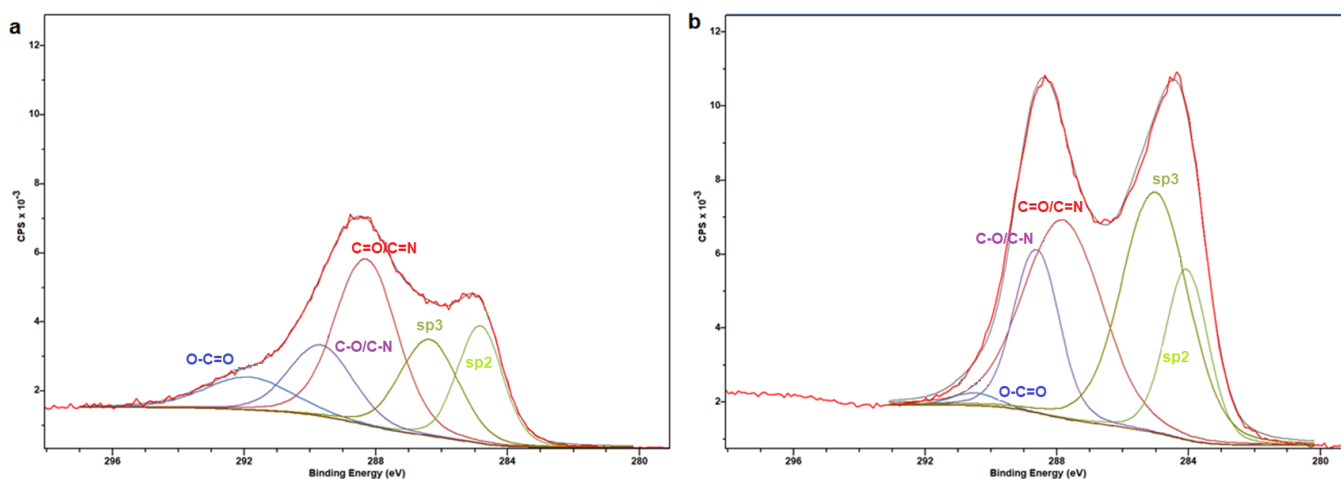 a
12
10
8
6
4
2
CPS x 10⁻³
O-C=O
C-O/C-N
C=O/C=N
sp3
sp2
296
292
288
284
280
Binding Energy (eV)
b
12
10
8
6
4
2
CPS x 10⁻³
O-C=O
C-O/C-N
C=O/C=N
sp3
sp2
296
292
288
284
280
Binding Energy (eV)